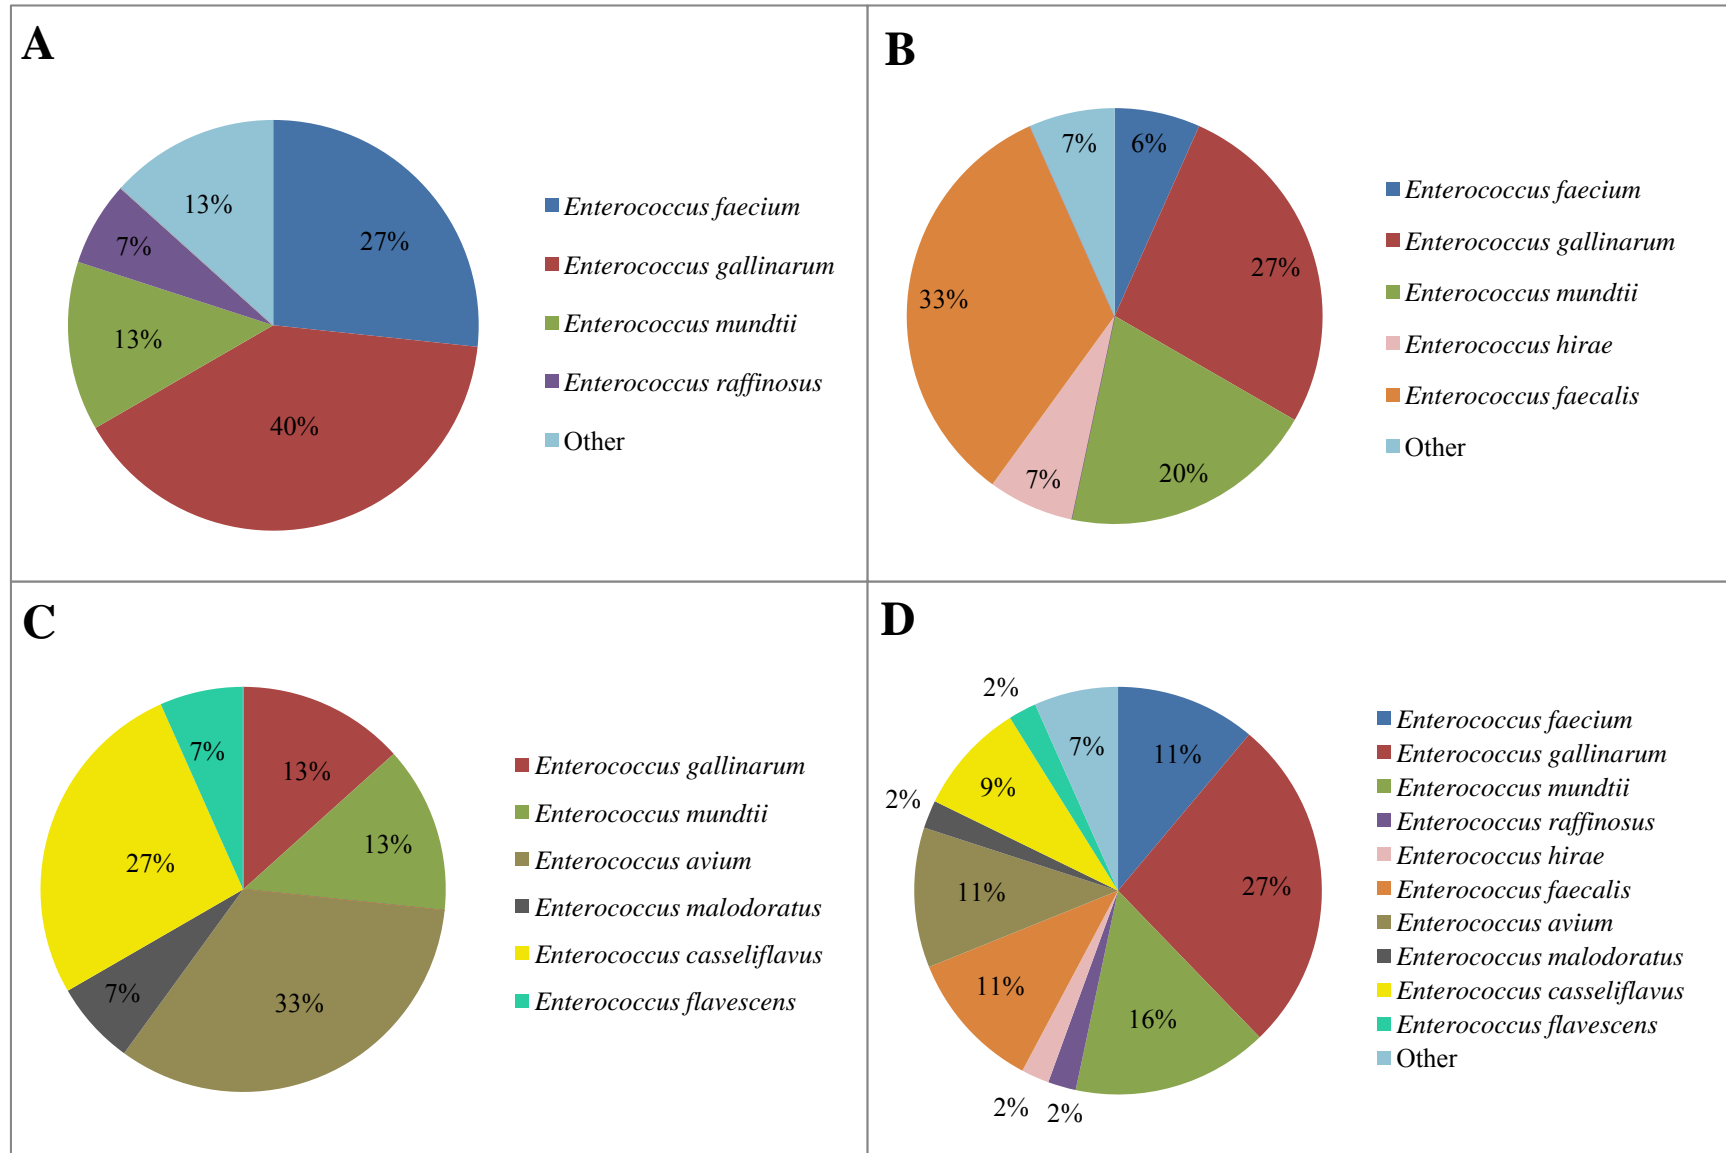 A
27%
40%
13%
7%
13%
Enterococcus faecium
Enterococcus gallinarum
Enterococcus mundtii
Enterococcus raffinosus
Other
B
6%
27%
20%
7%
33%
7%
Enterococcus faecium
Enterococcus gallinarum
Enterococcus mundtii
Enterococcus hirae
Enterococcus faecalis
Other
C
13%
13%
33%
7%
27%
7%
Enterococcus gallinarum
Enterococcus mundtii
Enterococcus avium
Enterococcus malodoratus
Enterococcus casseliflavus
Enterococcus flavescens
D
11%
27%
16%
2%
2%
11%
11%
2%
9%
2%
7%
Enterococcus faecium
Enterococcus gallinarum
Enterococcus mundtii
Enterococcus raffinosus
Enterococcus hirae
Enterococcus faecalis
Enterococcus avium
Enterococcus malodoratus
Enterococcus casseliflavus
Enterococcus flavescens
Other